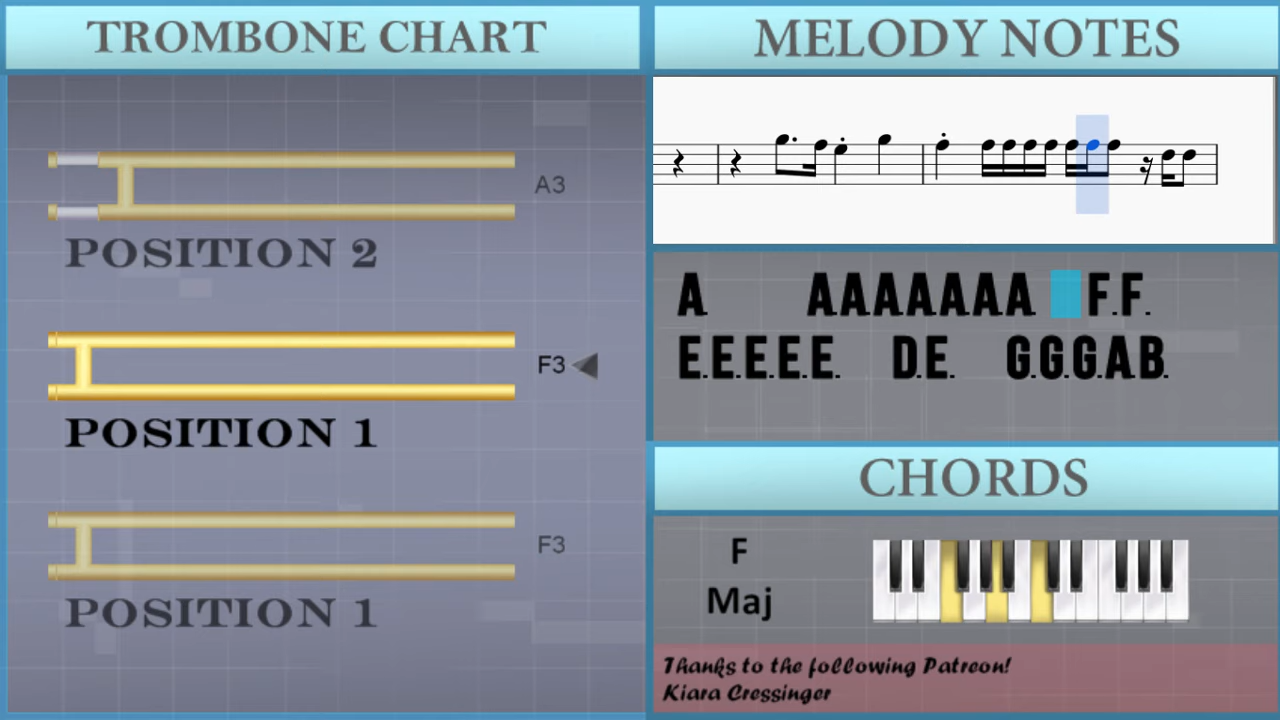 TROMBONE CHART
A3
POSITION 2
F3
POSITION 1
F3
POSITION 1
MELODY NOTES
A. AAAAAAA F.F.
E.E.E.E.E. D.E. G.G.G.A.B.
CHORDS
F
Maj
Thanks to the following Patreon!
Kiara Cressinger